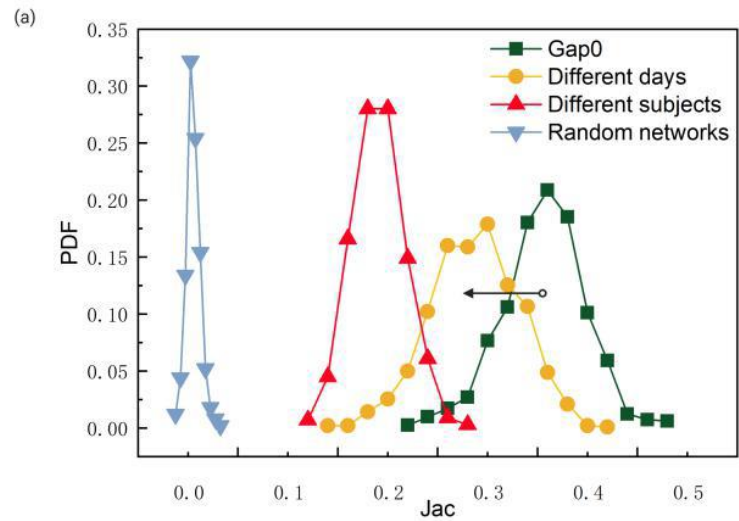 (a)
0.35
0.30
0.25
0.20
0.15
0.10
0.05
0.00
PDF
Gap0
Different days
Different subjects
Random networks
0.0 0.1 0.2 0.3 0.4 0.5
Jac